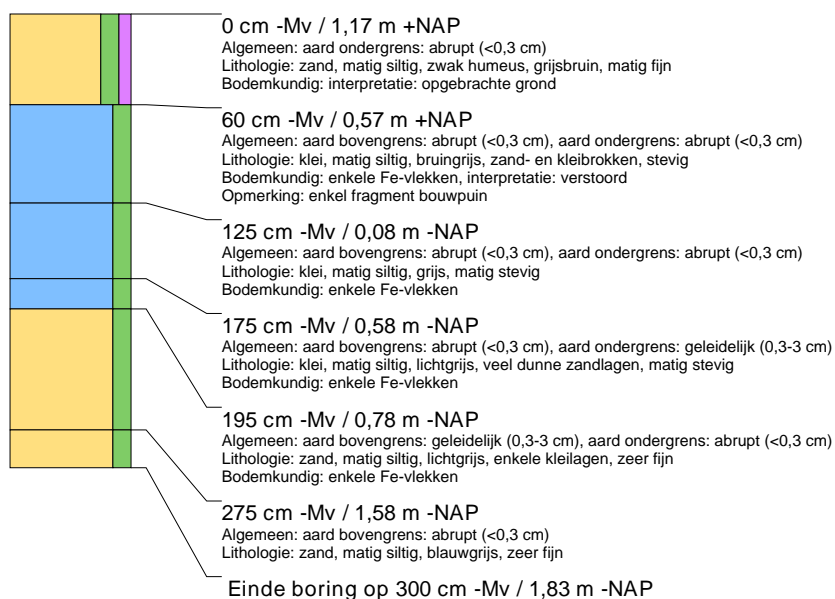 0 cm -Mv / 1,17 m +NAP
Algemeen: aard ondergrens: abrupt (<0,3 cm)
Lithologie: zand, matig siltig, zwak humeus, grijsbruin, matig fijn
Bodemkundig: interpretatie: opgebrachte grond
60 cm -Mv / 0,57 m +NAP
Algemeen: aard bovengrens: abrupt (<0,3 cm), aard ondergrens: abrupt (<0,3 cm)
Lithologie: klei, matig siltig, bruingrijs, zand- en kleibrokken, stevig
Bodemkundig: enkele Fe-vlekken, interpretatie: verstoord
Opmerking: enkel fragment bouwpuin
125 cm -Mv / 0,08 m -NAP
Algemeen: aard bovengrens: abrupt (<0,3 cm), aard ondergrens: abrupt (<0,3 cm)
Lithologie: klei, matig siltig, grijs, matig stevig
Bodemkundig: enkele Fe-vlekken
175 cm -Mv / 0,58 m -NAP
Algemeen: aard bovengrens: abrupt (<0,3 cm), aard ondergrens: geleidelijk (0,3-3 cm)
Lithologie: klei, matig siltig, lichtgrijs, veel dunne zandlagen, matig stevig
Bodemkundig: enkele Fe-vlekken
195 cm -Mv / 0,78 m -NAP
Algemeen: aard bovengrens: geleidelijk (0,3-3 cm), aard ondergrens: abrupt (<0,3 cm)
Lithologie: zand, matig siltig, lichtgrijs, enkele kleilagen, zeer fijn
Bodemkundig: enkele Fe-vlekken
275 cm -Mv / 1,58 m -NAP
Algemeen: aard bovengrens: abrupt (<0,3 cm)
Lithologie: zand, matig siltig, blauwgrijs, zeer fijn
Einde boring op 300 cm -Mv / 1,83 m -NAP